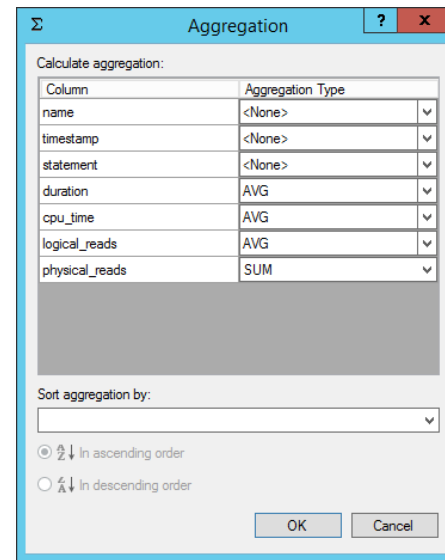 Σ Aggregation ? x
Calculate aggregation:
Column Aggregation Type
name <None>
timestamp <None>
statement <None>
duration AVG
cpu_time AVG
logical_reads AVG
physical_reads SUM
Sort aggregation by:
In ascending order
In descending order
OK Cancel